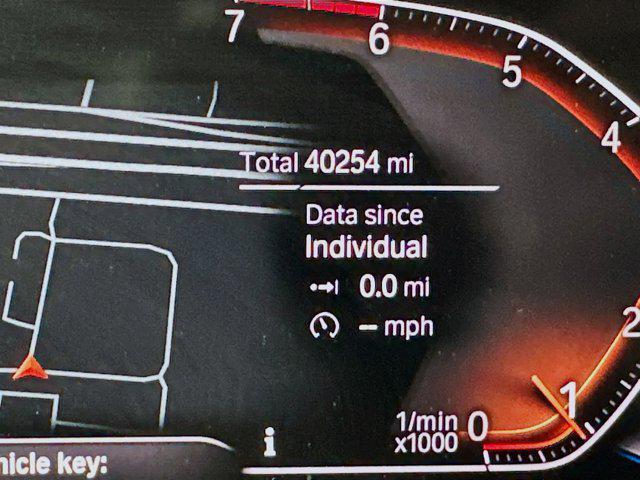 7
6
5
4
Total 40254 mi
Data since
Individual
0.0 mi
-- mph
2
1
1/min 0
x1000
i
hicle key: